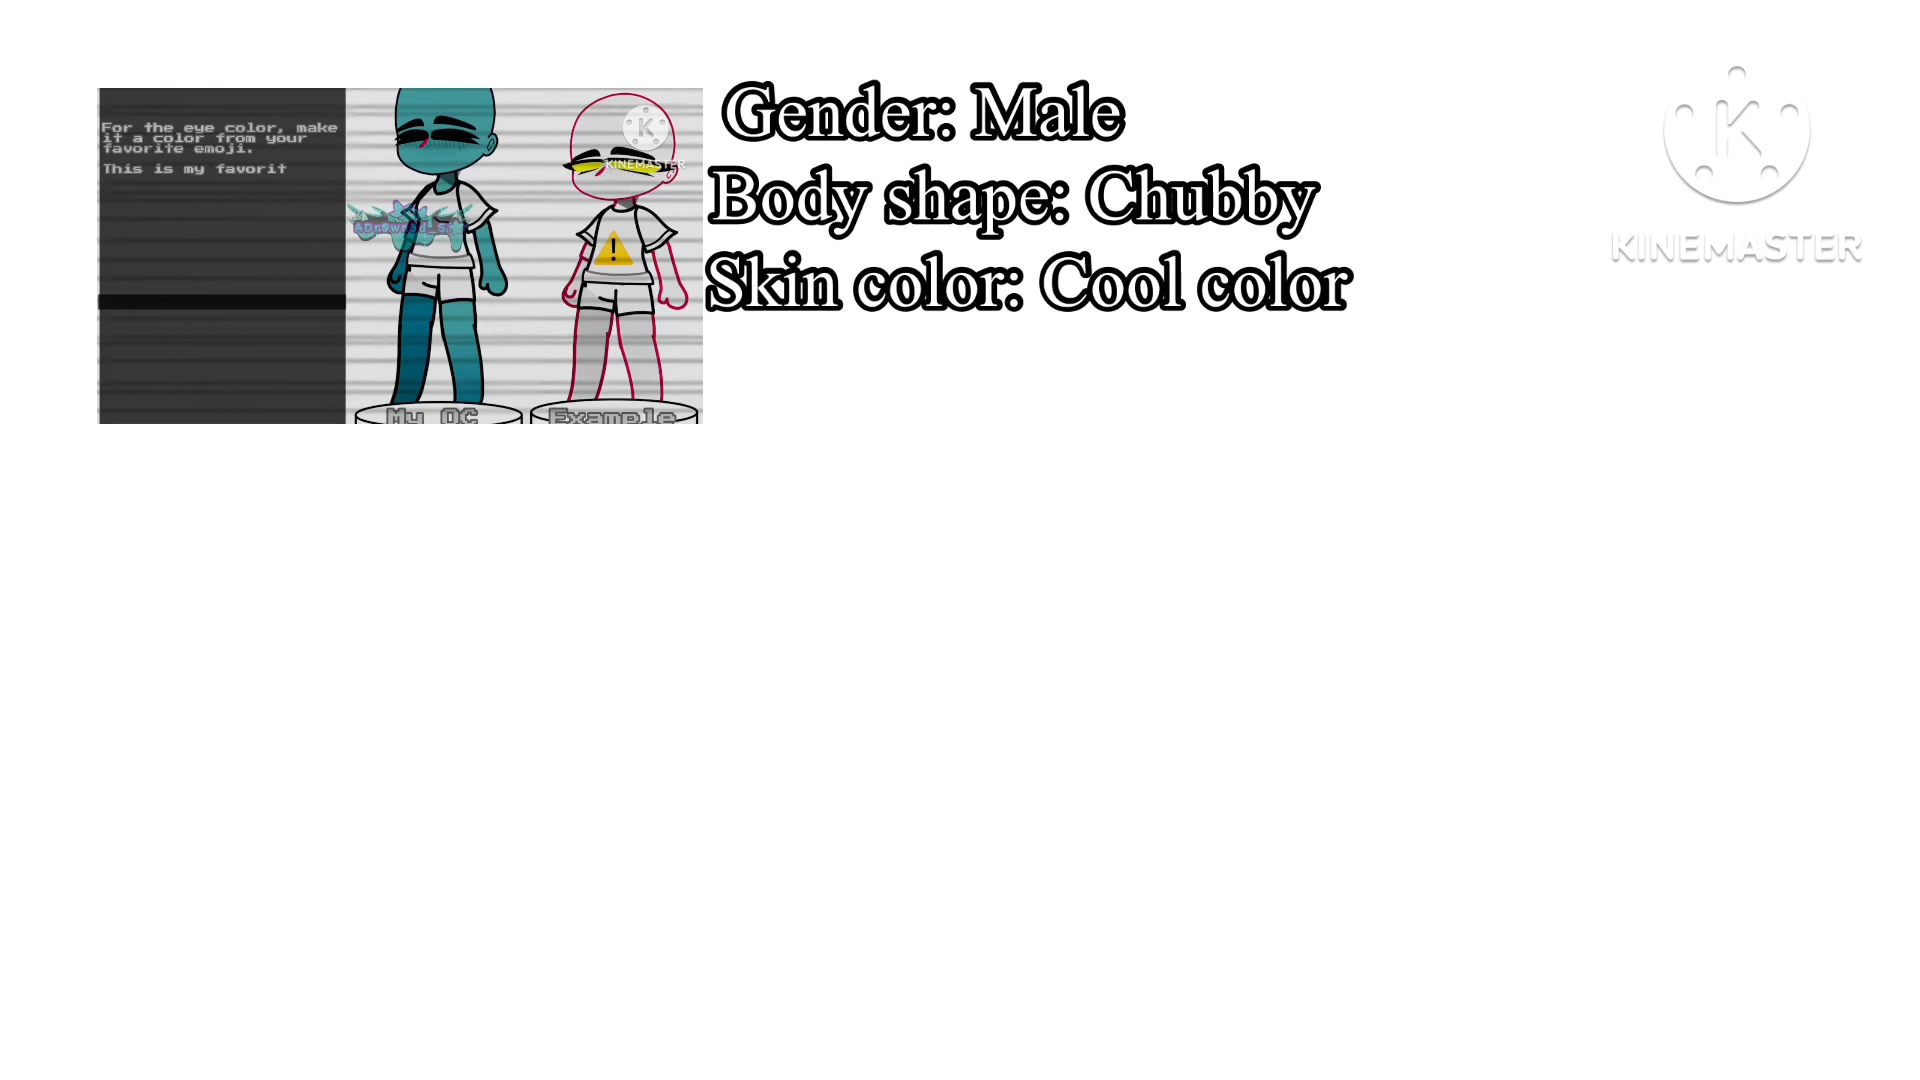 For the eye color, make
it a color from your
favorite emoji.
This is my favorit
KINEMASTER
My OC
Example
Gender: Male
Body shape: Chubby
Skin color: Cool color
KINEMASTER